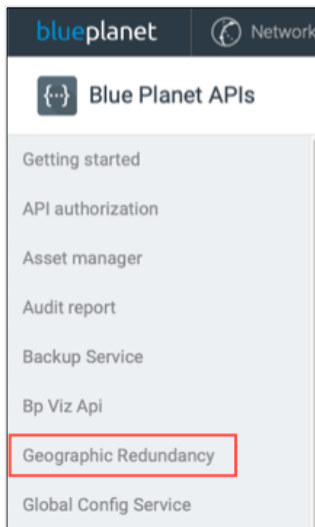 blueplanet Network
{··} Blue Planet APIs
Getting started
API authorization
Asset manager
Audit report
Backup Service
Bp Viz Api
Geographic Redundancy
Global Config Service